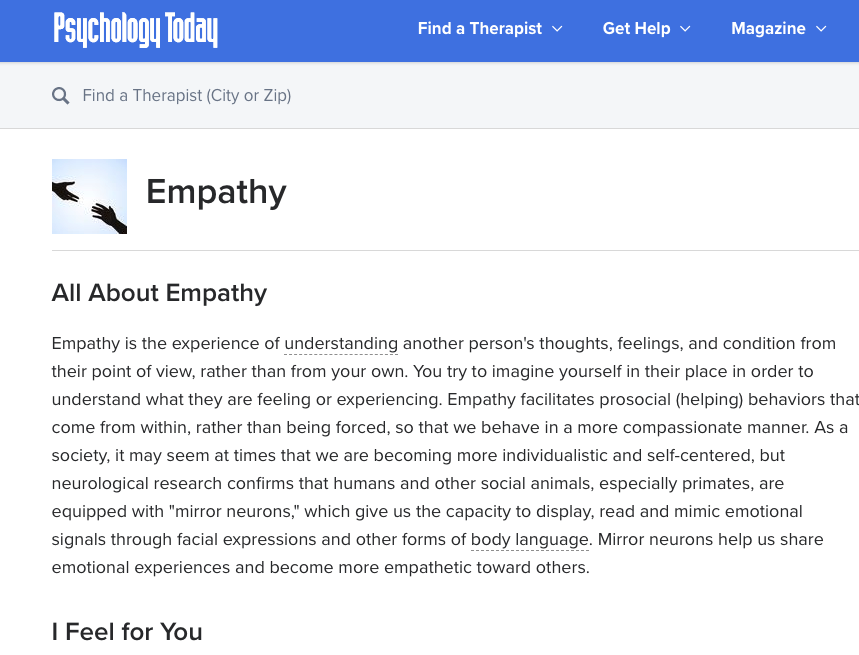 Psychology Today
Find a Therapist
Get Help
Magazine
Find a Therapist (City or Zip)
Empathy
All About Empathy
Empathy is the experience of understanding another person's thoughts, feelings, and condition from
their point of view, rather than from your own. You try to imagine yourself in their place in order to
understand what they are feeling or experiencing. Empathy facilitates prosocial (helping) behaviors that
come from within, rather than being forced, so that we behave in a more compassionate manner. As a
society, it may seem at times that we are becoming more individualistic and self-centered, but
neurological research confirms that humans and other social animals, especially primates, are
equipped with "mirror neurons," which give us the capacity to display, read and mimic emotional
signals through facial expressions and other forms of body language. Mirror neurons help us share
emotional experiences and become more empathetic toward others.
I Feel for You